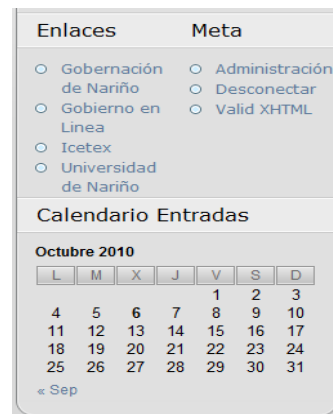 Enlaces
Gobernación
de Nariño
Gobierno en
Linea
Icetex
Universidad
de Nariño
Meta
Administración
Desconectar
Valid XHTML
Calendario Entradas
Octubre 2010
L M X J V S D
1 2 3
4 5 6 7 8 9 10
11 12 13 14 15 16 17
18 19 20 21 22 23 24
25 26 27 28 29 30 31
« Sep